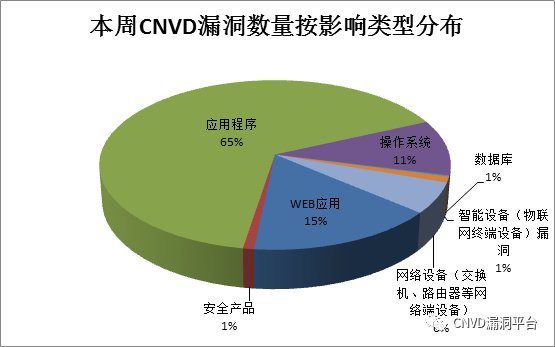 本周CNVD漏洞数量按影响类型分布
应用程序
65%
操作系统
11%
数据库
1%
智能设备（物联
网终端设备）漏
洞
1%
网络设备（交换
机、路由器等网
络端设备）
6%
WEB应用
15%
安全产品
1%
CNVD漏洞平台